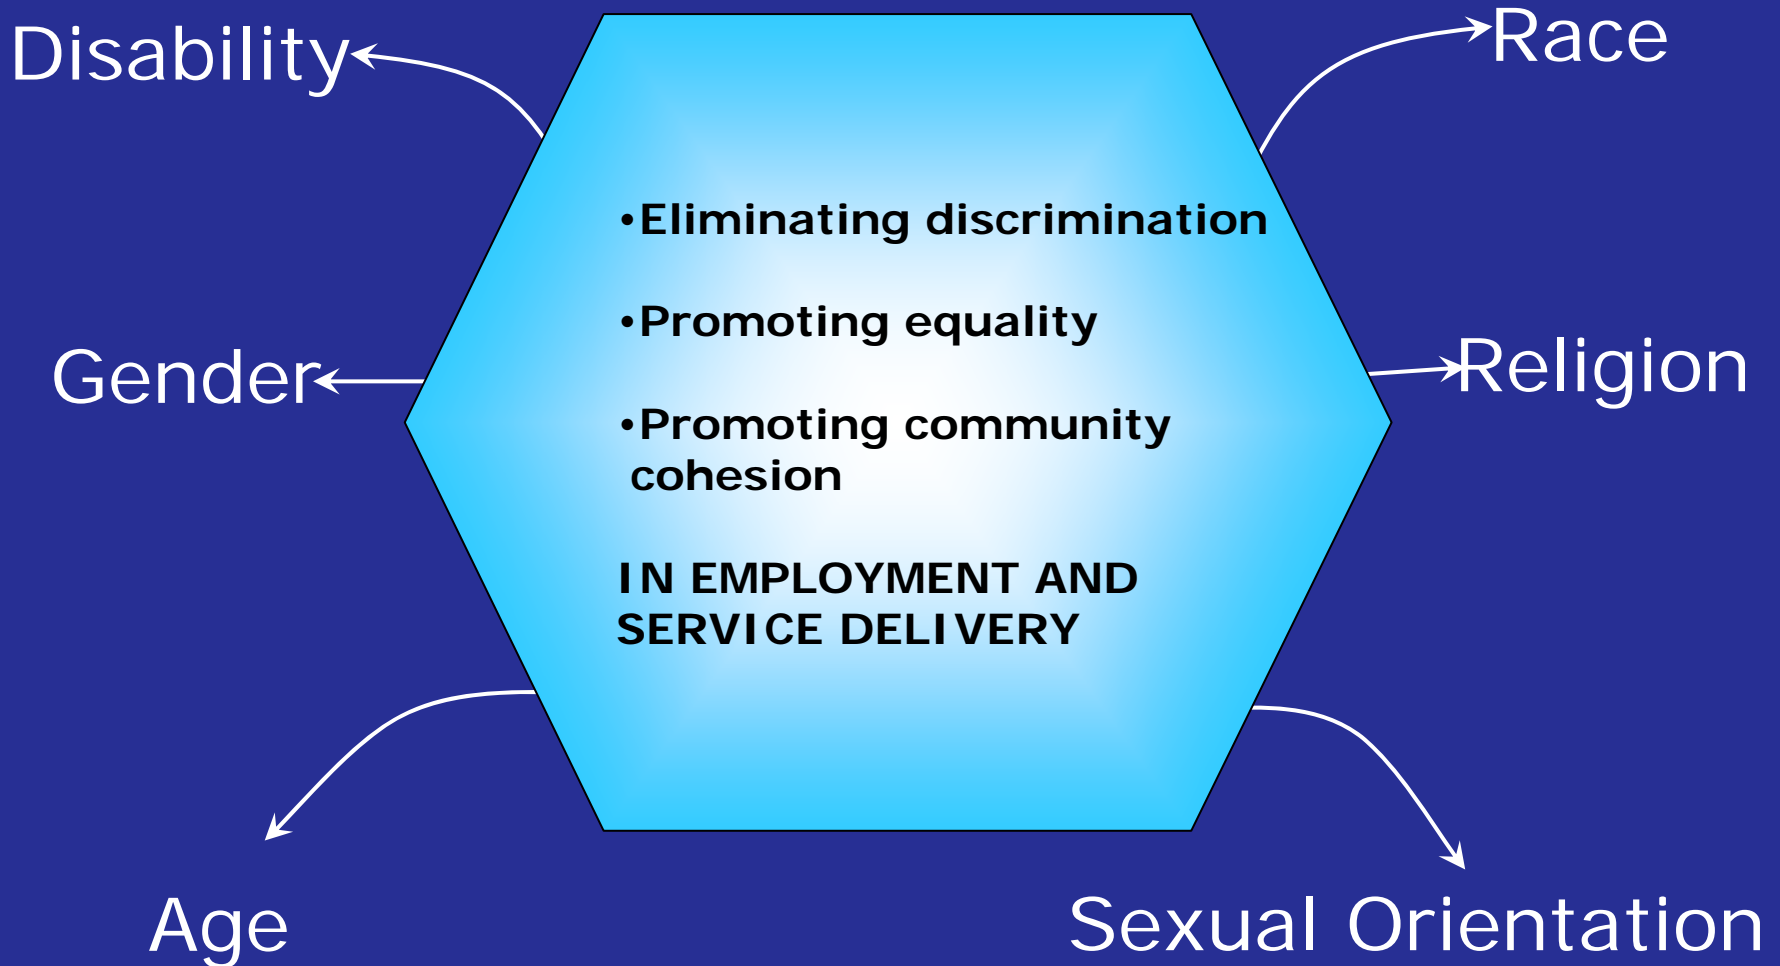 Disability
Race
•Eliminating discrimination
•Promoting equality
Gender
Religion
•Promoting community
cohesion
IN EMPLOYMENT AND
SERVICE DELIVERY
Age
Sexual Orientation